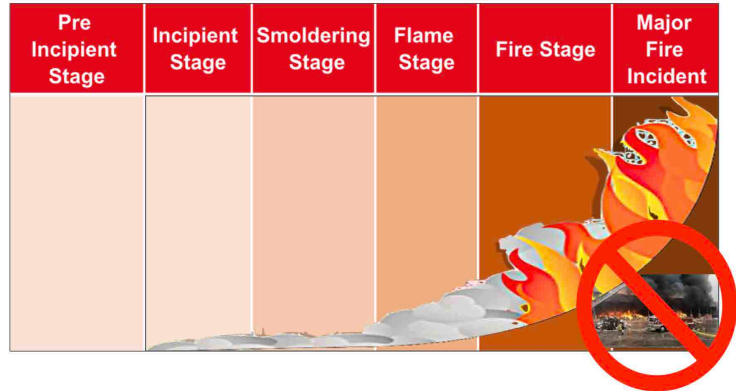 Pre
Incipient
Stage
Incipient
Stage
Smoldering
Stage
Flame
Stage
Fire Stage
Major
Fire
Incident